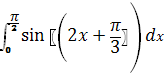 ∫₀^(π/2) sin〖(2x + π/3〗) dx